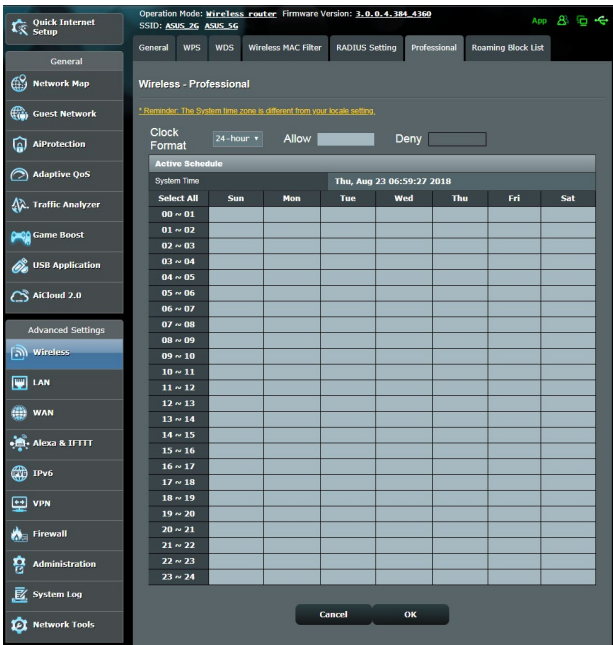 Quick Internet
Setup
General
Network Map
Guest Network
AiProtection
Adaptive QoS
Traffic Analyzer
Game Boost
USB Application
AiCloud 2.0
Advanced Settings
Wireless
LAN
WAN
Alexa & IFTTT
IPv6
VPN
Firewall
Administration
System Log
Network Tools
Operation Mode: Wireless router Firmware Version: 3.0.0.4.384_4360
SSID: ASUS_2G ASUS_5G
App
General WPS WDS Wireless MAC Filter RADIUS Setting Professional Roaming Block List
Wireless - Professional
* Reminder: The System time zone is different from your locale setting.
Clock
Format
24-hour Allow Deny
Active Schedule
System Time Thu, Aug 23 06:59:27 2018
Select All Sun Mon Tue Wed Thu Fri Sat
00 ~ 01
01 ~ 02
02 ~ 03
03 ~ 04
04 ~ 05
05 ~ 06
06 ~ 07
07 ~ 08
08 ~ 09
09 ~ 10
10 ~ 11
11 ~ 12
12 ~ 13
13 ~ 14
14 ~ 15
15 ~ 16
16 ~ 17
17 ~ 18
18 ~ 19
19 ~ 20
20 ~ 21
21 ~ 22
22 ~ 23
23 ~ 24
Cancel OK